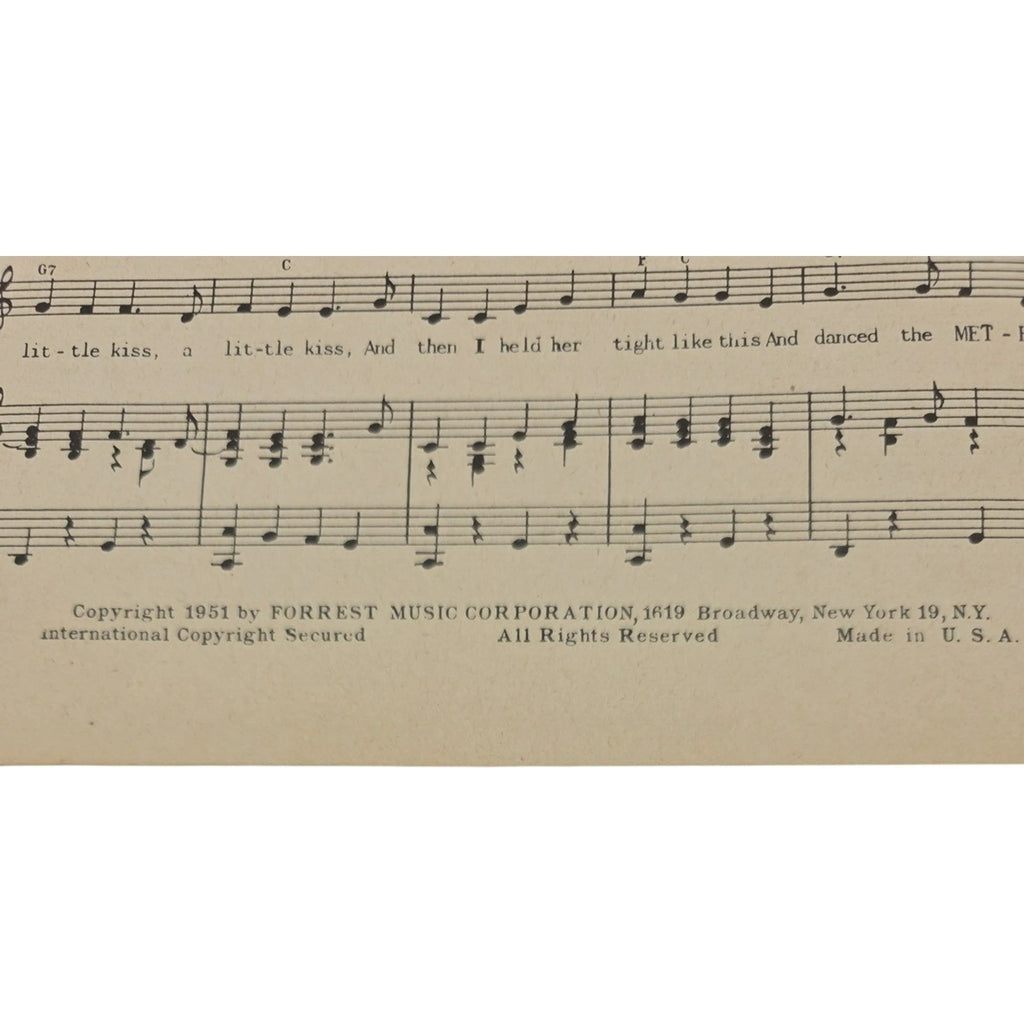 G7 C F C
lit - tle kiss, a lit-tle kiss, And then I held her tight like this And danced the MET -
Copyright 1951 by FORREST MUSIC CORPORATION, 1619 Broadway, New York 19, N.Y.
International Copyright Secured All Rights Reserved Made in U. S. A.